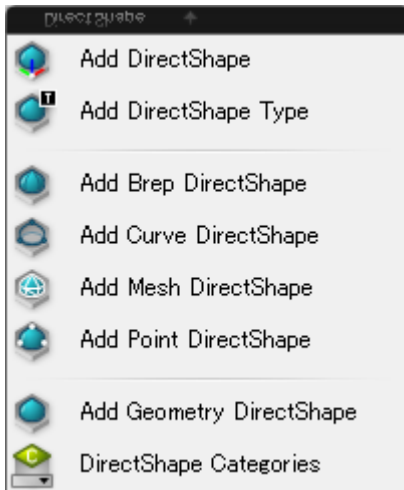 DirectShape
Add DirectShape
T
Add DirectShape Type
Add Brep DirectShape
Add Curve DirectShape
Add Mesh DirectShape
Add Point DirectShape
Add Geometry DirectShape
C
DirectShape Categories